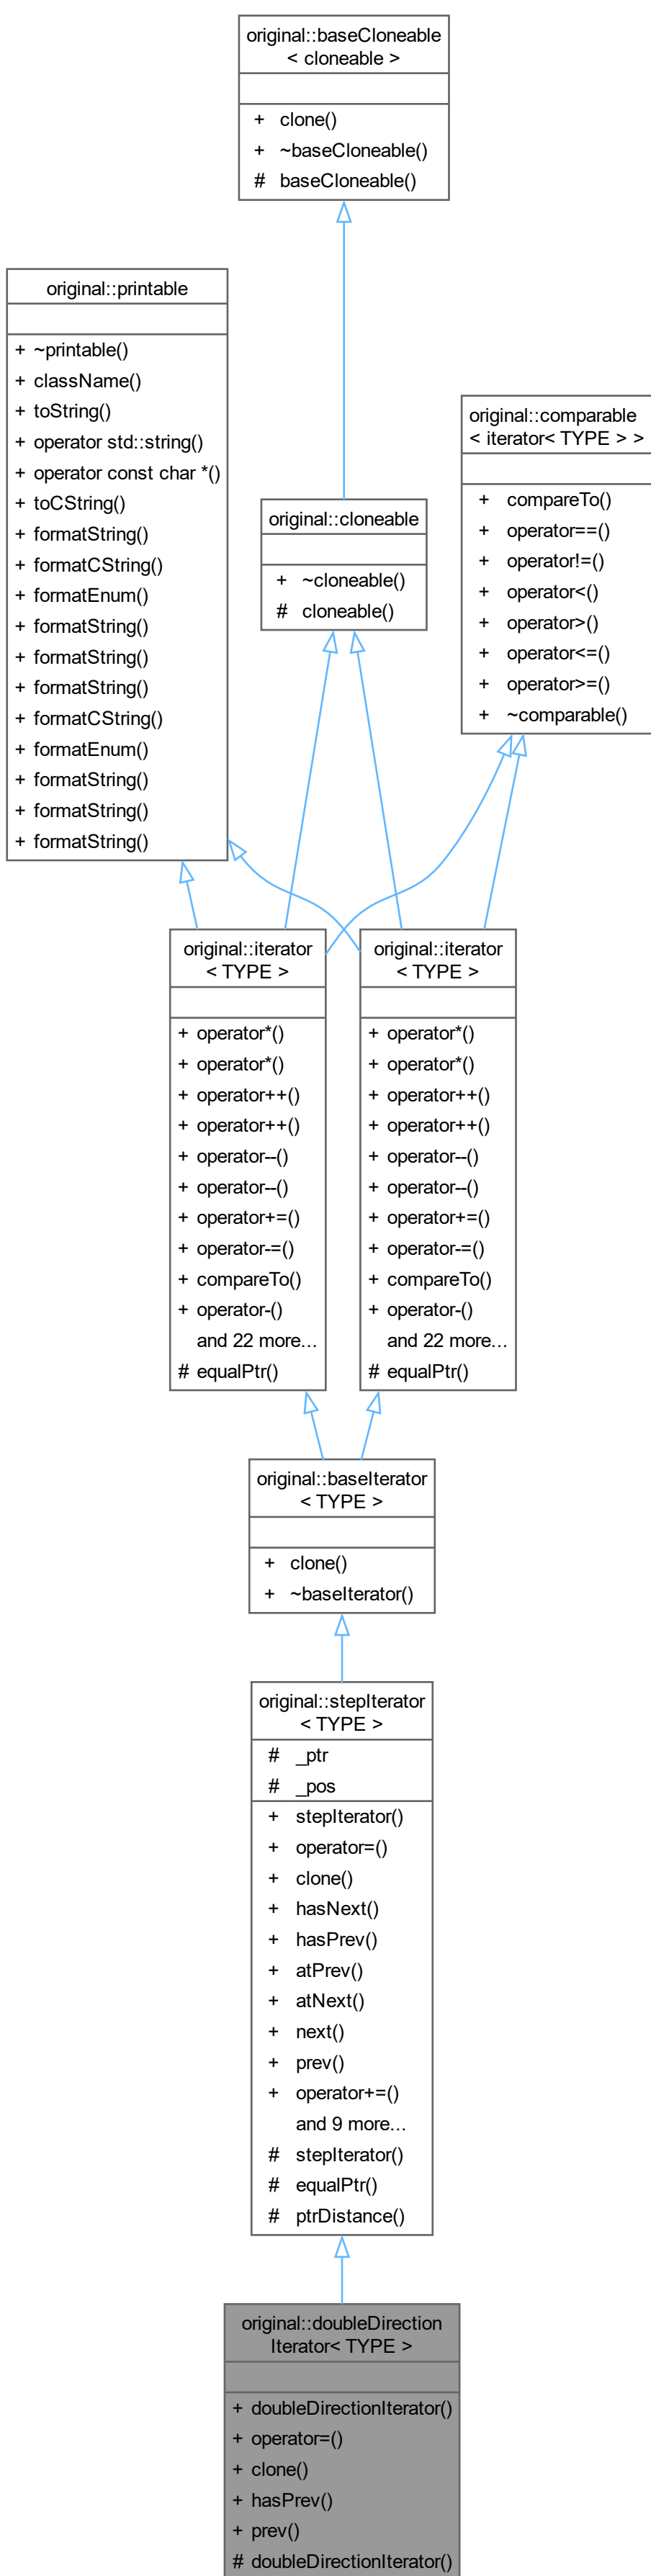 original::baseCloneable
< cloneable >
+ clone()
+ ~baseCloneable()
# baseCloneable()
original::printable
+ ~printable()
+ className()
+ toString()
+ operator std::string()
+ operator const char *()
+ toCString()
+ formatString()
+ formatCString()
+ formatEnum()
+ formatString()
+ formatString()
+ formatString()
+ formatCString()
+ formatEnum()
+ formatString()
+ formatString()
+ formatString()
original::cloneable
+ ~cloneable()
# cloneable()
original::comparable
< iterator< TYPE > >
+ compareTo()
+ operator==()
+ operator!=()
+ operator<()
+ operator>()
+ operator<=()
+ operator>=()
+ ~comparable()
original::iterator
< TYPE >
+ operator*()
+ operator*()
+ operator++()
+ operator++()
+ operator--()
+ operator--()
+ operator+=()
+ operator-=()
+ compareTo()
+ operator-()
and 22 more...
# equalPtr()
original::iterator
< TYPE >
+ operator*()
+ operator*()
+ operator++()
+ operator++()
+ operator--()
+ operator--()
+ operator+=()
+ operator-=()
+ compareTo()
+ operator-()
and 22 more...
# equalPtr()
original::baseIterator
< TYPE >
+ clone()
+ ~baseIterator()
original::stepIterator
< TYPE >
# _ptr
# _pos
+ stepIterator()
+ operator=()
+ clone()
+ hasNext()
+ hasPrev()
+ atPrev()
+ atNext()
+ next()
+ prev()
+ operator+=()
and 9 more...
# stepIterator()
# equalPtr()
# ptrDistance()
original::doubleDirection
Iterator< TYPE >
+ doubleDirectionIterator()
+ operator=()
+ clone()
+ hasPrev()
+ prev()
# doubleDirectionIterator()